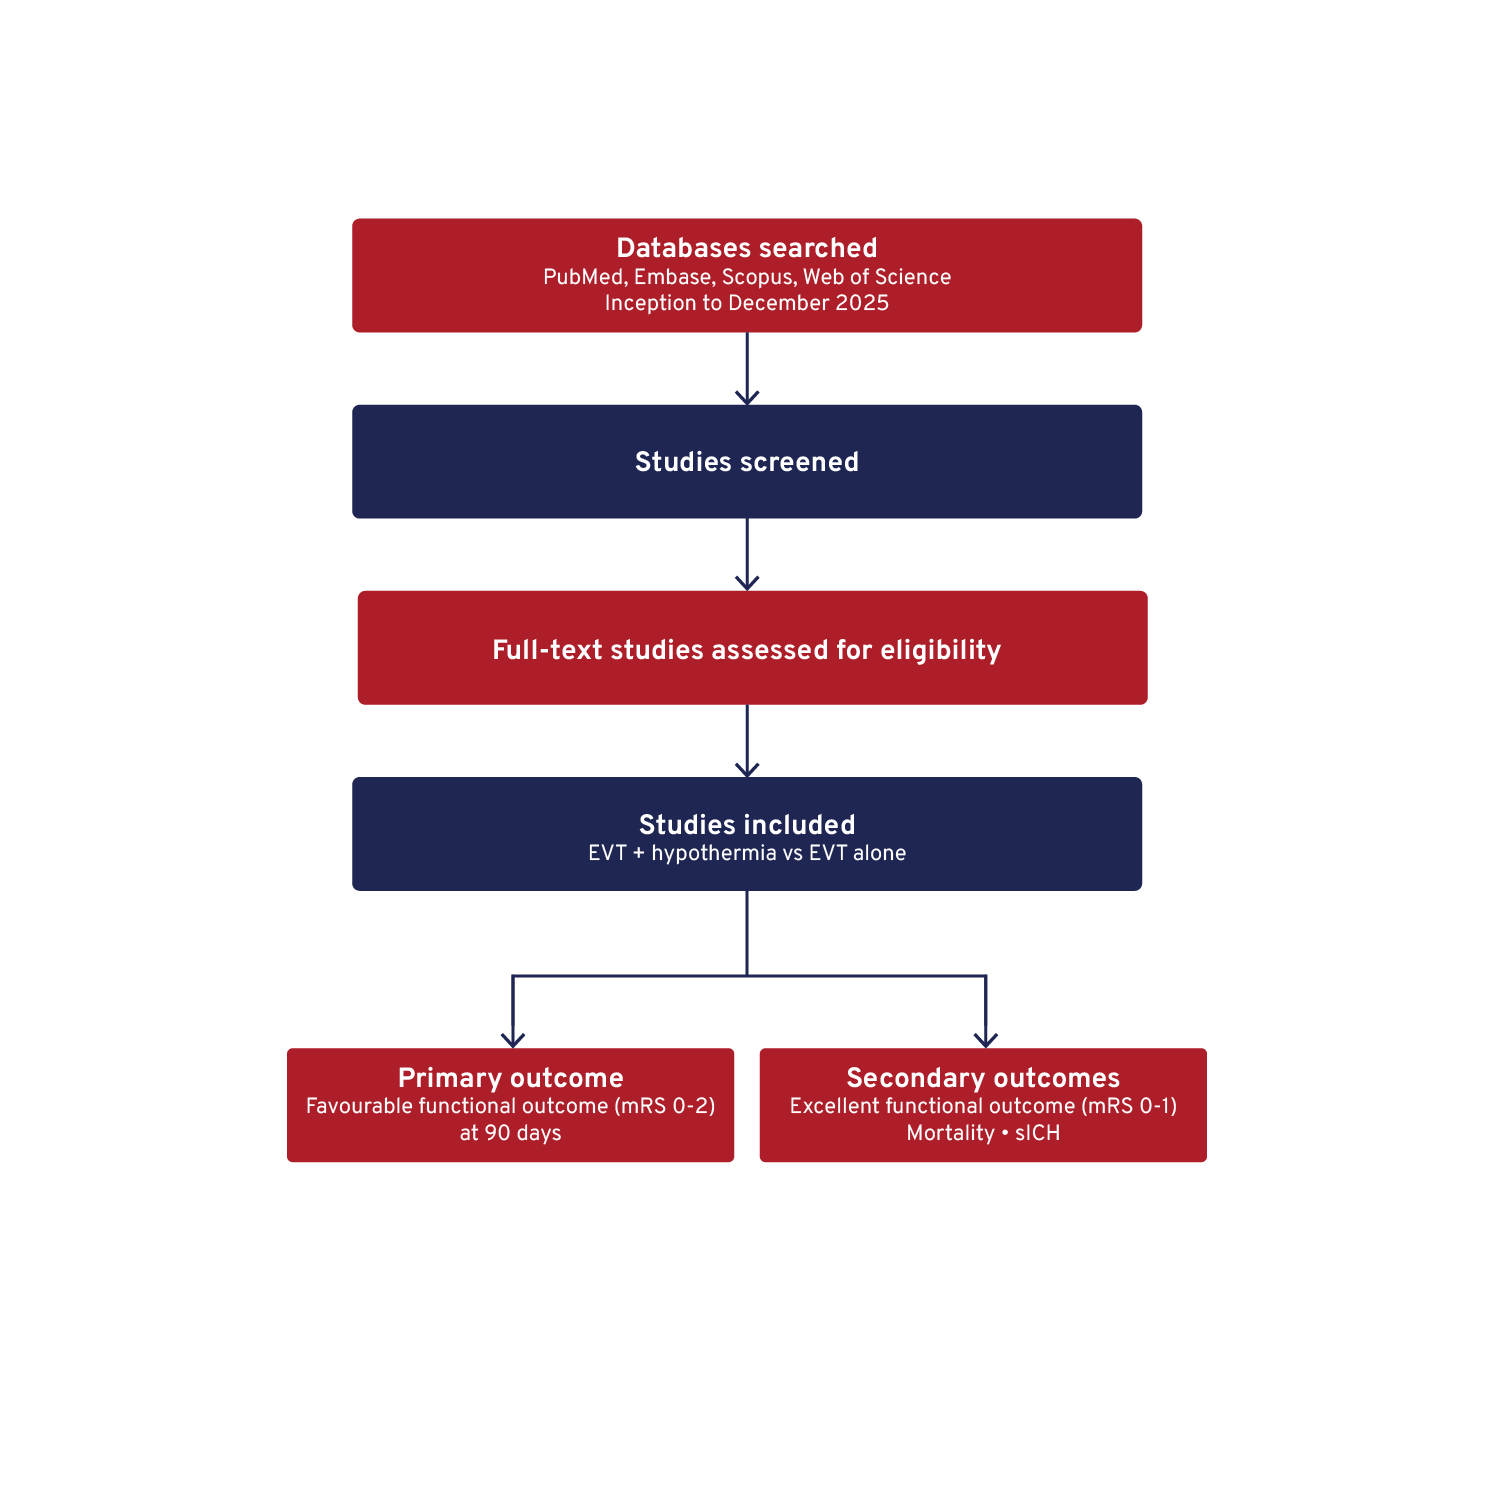 Databases searched
PubMed, Embase, Scopus, Web of Science
Inception to December 2025
Studies screened
Full-text studies assessed for eligibility
Studies included
EVT + hypothermia vs EVT alone
Primary outcome
Favourable functional outcome (mRS 0-2)
at 90 days
Secondary outcomes
Excellent functional outcome (mRS 0-1)
Mortality • sICH